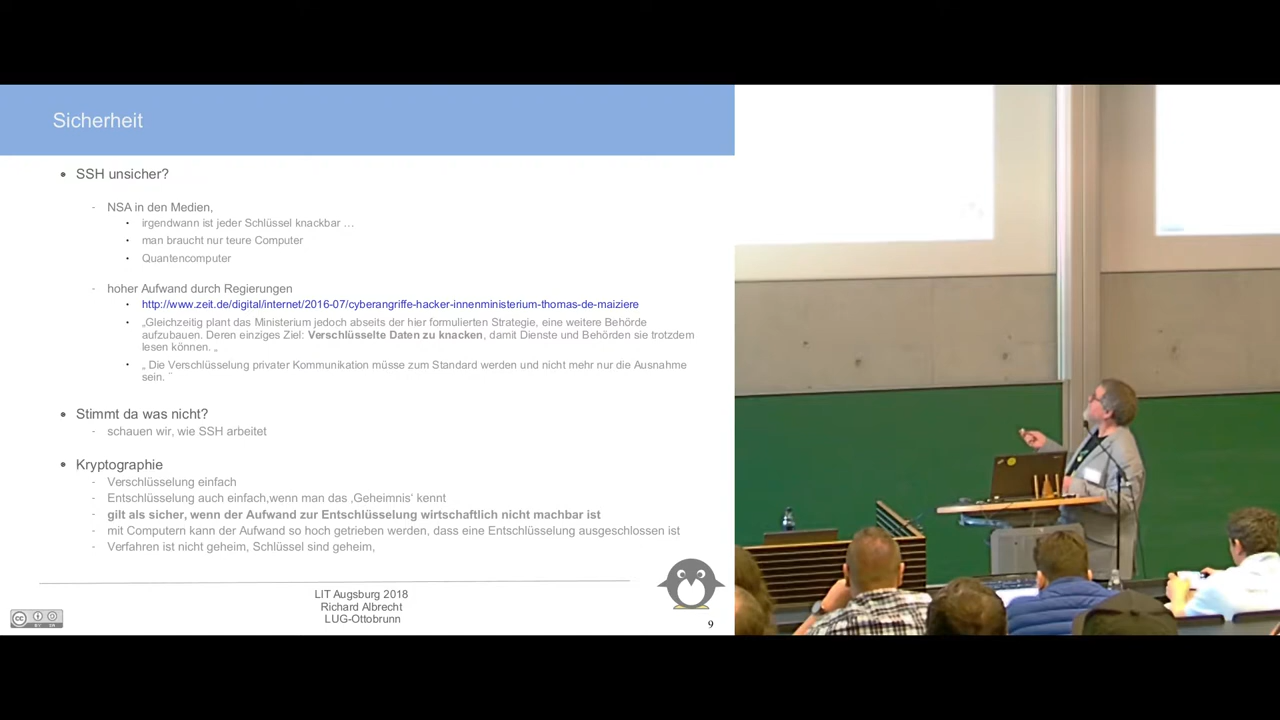 Sicherheit
SSH unsicher?
NSA in den Medien,
irgendwann ist jeder Schlüssel knackbar …
man braucht nur teure Computer
Quantencomputer
hoher Aufwand durch Regierungen
http://www.zeit.de/digital/internet/2016-07/cyberangriffe-hacker-innenministerium-thomas-de-maiziere
„Gleichzeitig plant das Ministerium jedoch abseits der hier formulierten Strategie, eine weitere Behörde
aufzubauen. Deren einziges Ziel: Verschlüsselte Daten zu knacken, damit Dienste und Behörden sie trotzdem
lesen können. „
„ Die Verschlüsselung privater Kommunikation müsse zum Standard werden und nicht mehr nur die Ausnahme
sein. ¨
Stimmt da was nicht?
- schauen wir, wie SSH arbeitet
Kryptographie
- Verschlüsselung einfach
- Entschlüsselung auch einfach,wenn man das ‚Geheimnis‘ kennt
- gilt als sicher, wenn der Aufwand zur Entschlüsselung wirtschaftlich nicht machbar ist
- mit Computern kann der Aufwand so hoch getrieben werden, dass eine Entschlüsselung ausgeschlossen ist
- Verfahren ist nicht geheim, Schlüssel sind geheim,
LIT Augsburg 2018
Richard Albrecht
LUG-Ottobrunn
9